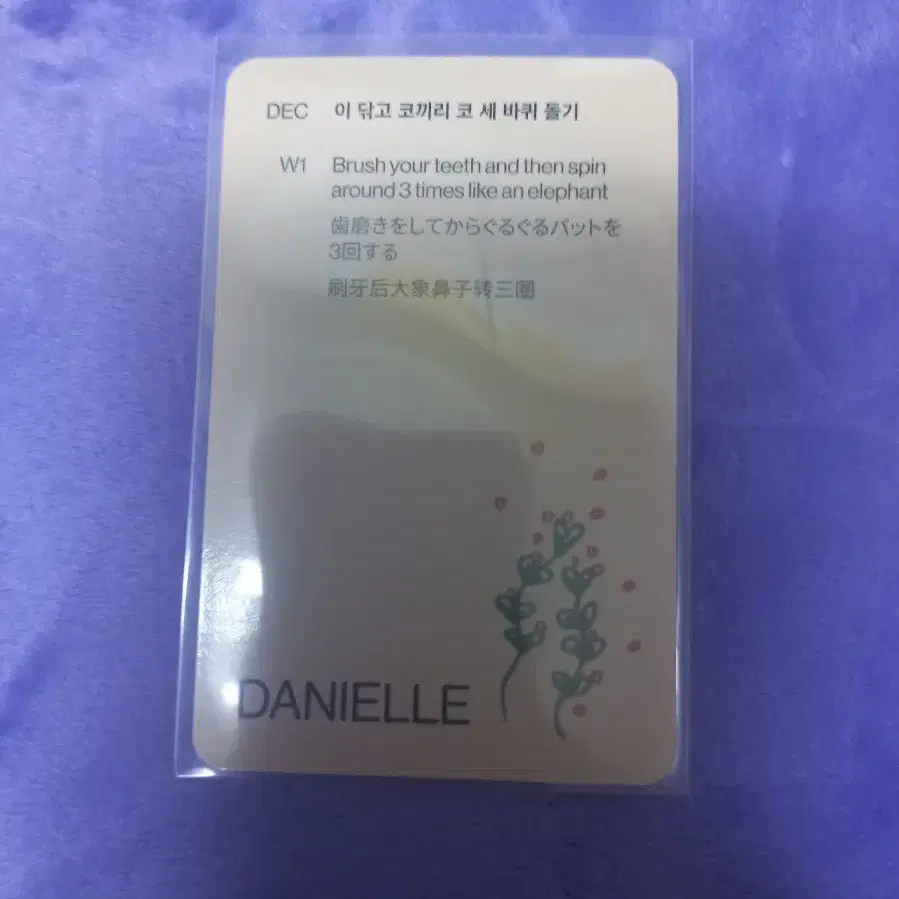 DEC 이 닦고 코끼리 코 세 바퀴 돌기
W1 Brush your teeth and then spin
around 3 times like an elephant
歯磨きをしてからぐるぐるバットを
3回する
刷牙后大象鼻子转三圈
DANIELLE